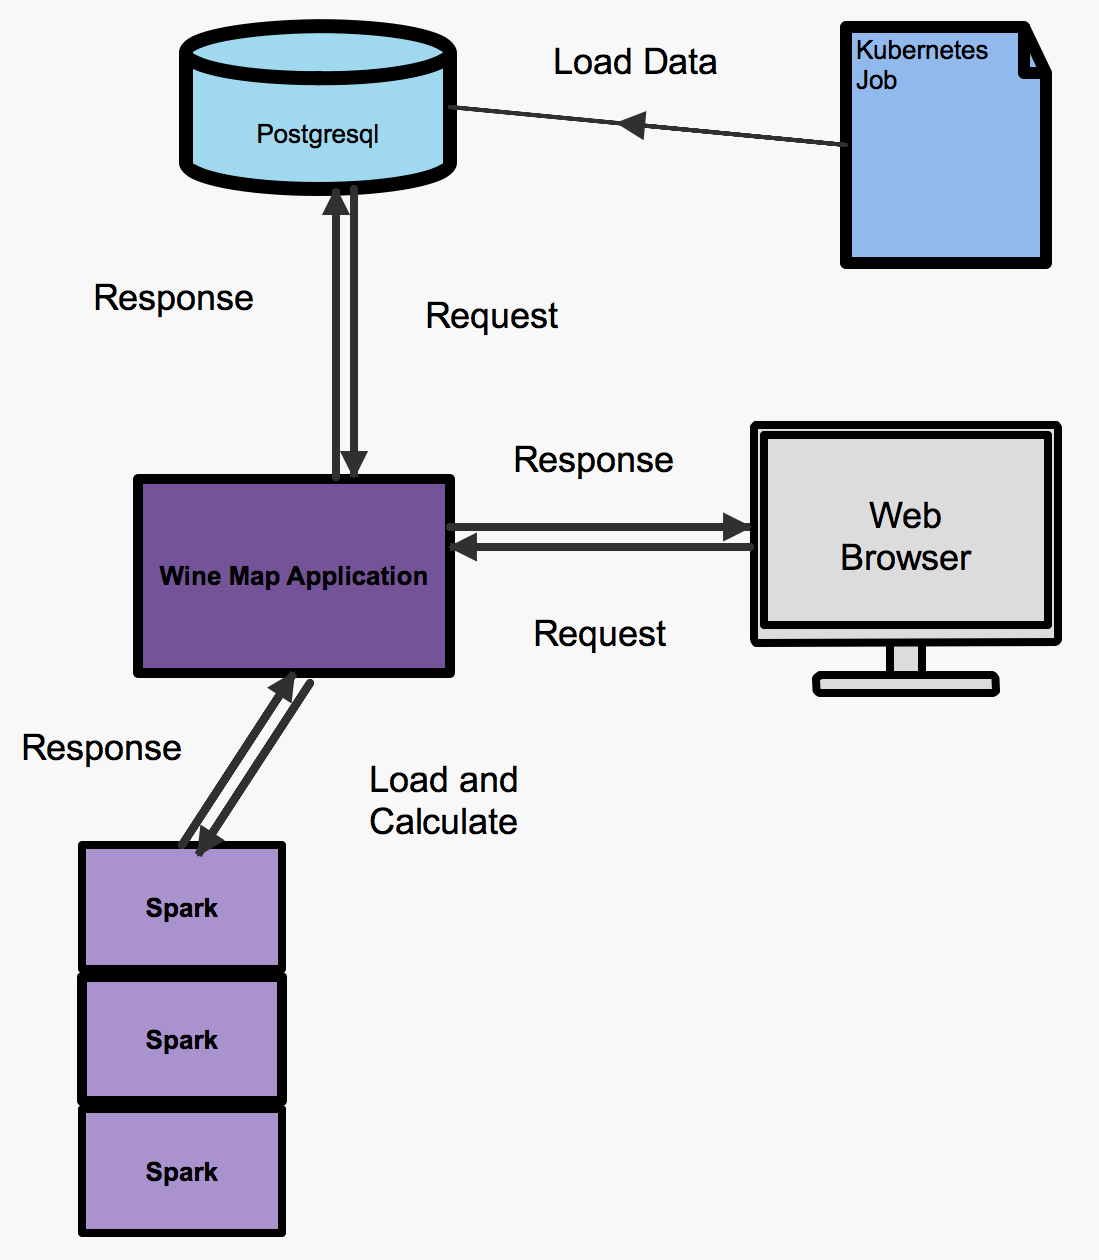 Load Data
Kubernetes
Job
Postgresql
Response
Request
Response
Web
Browser
Wine Map Application
Request
Response
Load and
Calculate
Spark
Spark
Spark